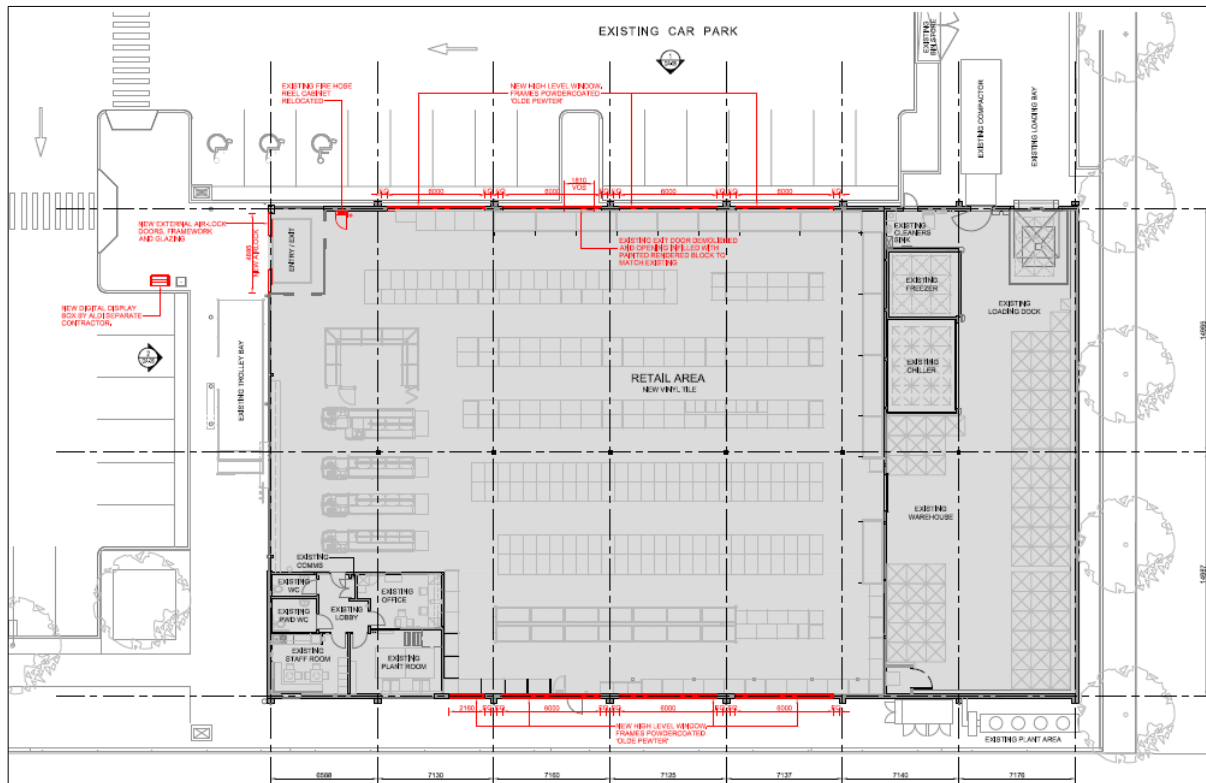 EXISTING CAR PARK
EXISTING
BIN STORE
1
EXISTING FIRE HOSE
REEL CABINET
RELOCATED
NEW HIGH LEVEL WINDOW,
FRAMES POWDERCOATED
'OLDE PEWTER'
EXISTING COMPACTOR
EXISTING LOADING BAY
1810
VOS
6000
6000
6000
6000
NEW EXTERNAL AIR-LOCK
DOORS, FRAMEWORK
AND GLAZING
NEW AIRLOCK
ENTRY / EXIT
EXISTING EXIT DOOR DEMOLISHED
AND OPENING INFILLED WITH
PAINTED RENDERED BLOCK TO
MATCH EXISTING
EXISTING
CLEANERS
SINK
EXISTING
FREEZER
EXISTING
LOADING DOCK
NEW DIGITAL DISPLAY
BOX BY ALDI SEPARATE
CONTRACTOR.
2
EXISTING TROLLEY BAY
RETAIL AREA
NEW VINYL TILE
EXISTING
CHILLER
EXISTING
WAREHOUSE
EXISTING
COMMS
EXISTING
WC
EXISTING
OFFICE
EXISTING
PWD WC
EXISTING
LOBBY
EXISTING
STAFF ROOM
EXISTING
PLANT ROOM
2160
6000
6000
6000
NEW HIGH LEVEL WINDOW,
FRAMES POWDERCOATED
'OLDE PEWTER'
EXISTING PLANT AREA
6588
7130
7160
7125
7137
7140
7176